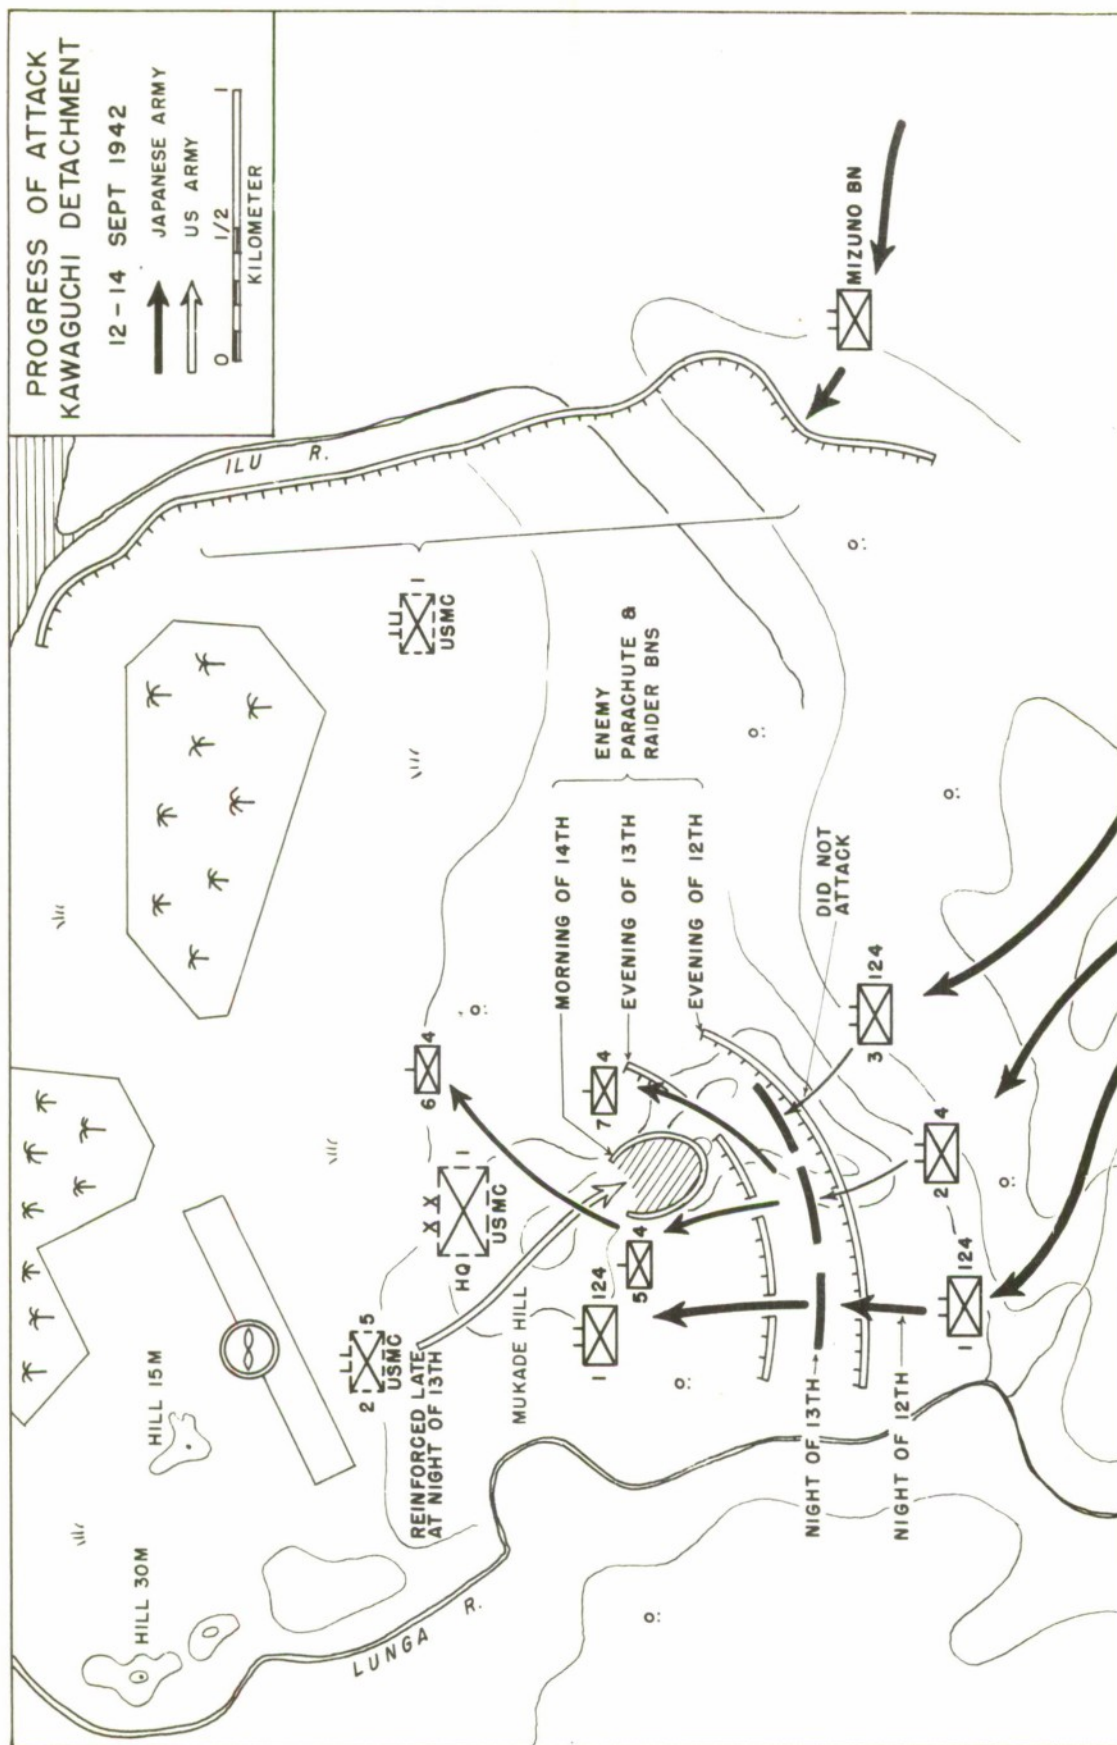 PROGRESS OF ATTACK
KAWAGUCHI DETACHMENT
12-14 SEPT 1942
JAPANESE ARMY
US ARMY
0 1/2 1
KILOMETER
HILL 30M
HILL 15M
LUNGA R.
ILU R.
2 5
USMC
REINFORCED LATE
AT NIGHT OF 13TH
HQ XX 1
USMC
1
USMC
6 4
MUKADE HILL
1 124
5 4
7 4
MORNING OF 14TH
EVENING OF 13TH
EVENING OF 12TH
ENEMY
PARACHUTE &
RAIDER BNS
DID NOT
ATTACK
NIGHT OF 13TH
NIGHT OF 12TH
1 124
2 4
3 124
MIZUNO BN